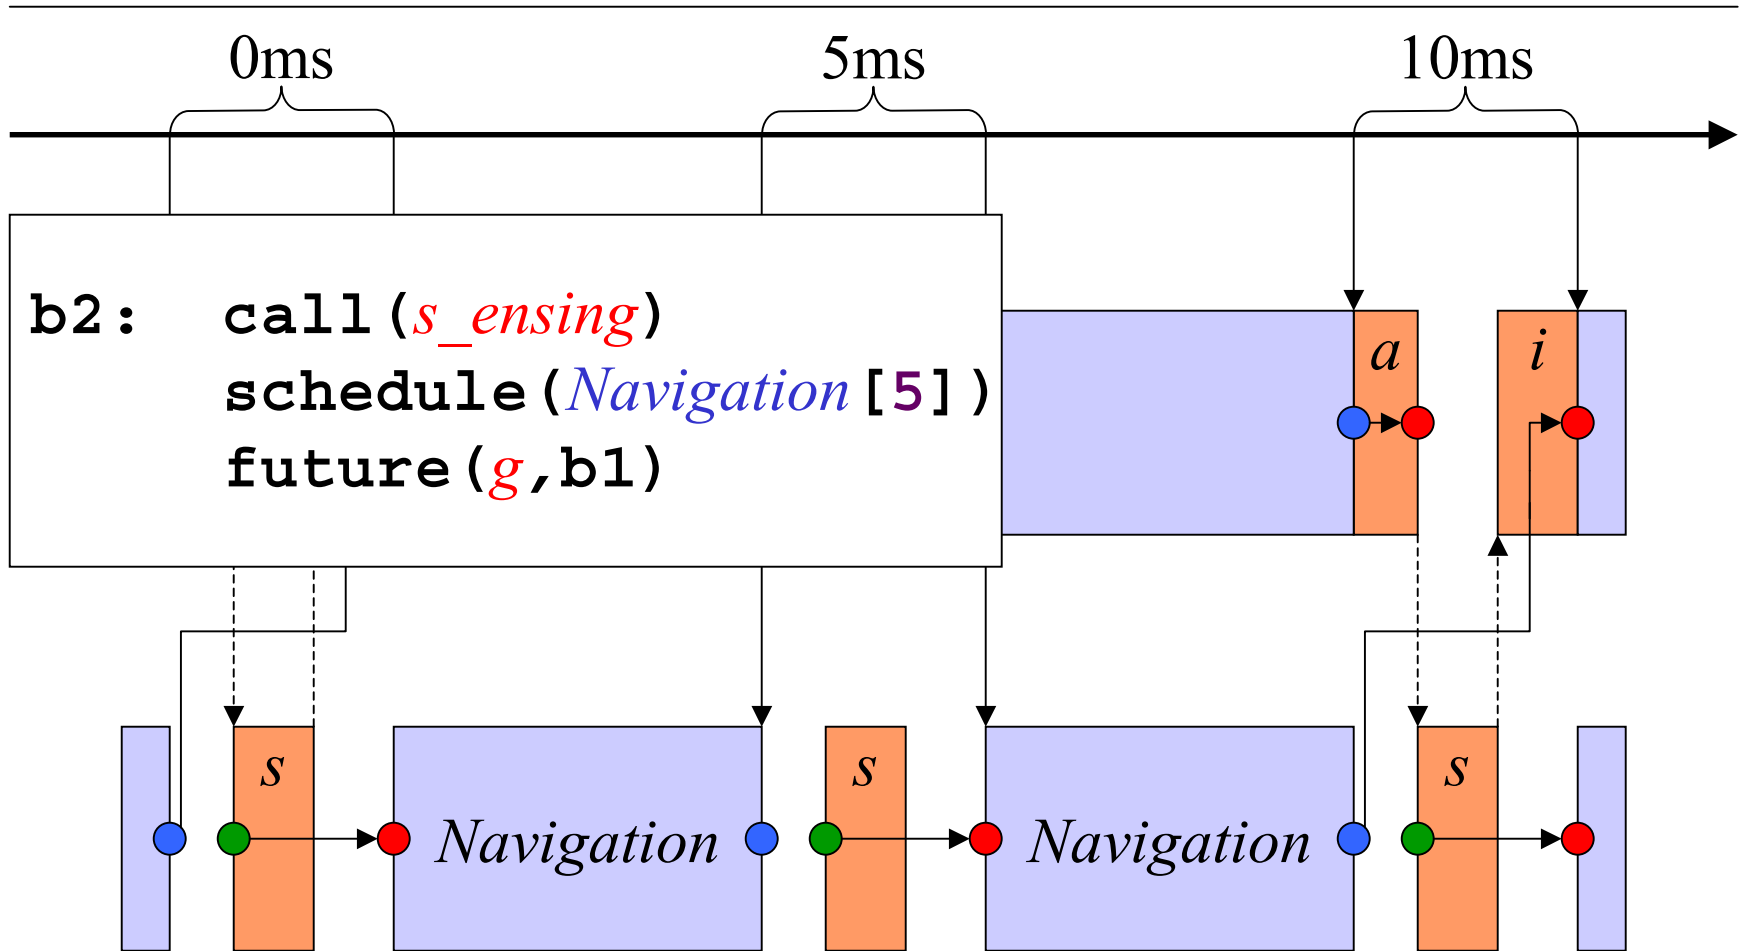 0ms 5ms 10ms
b2: call(s_ensing)
schedule(Navigation[5])
future(g,b1)
a i
s s s
Navigation Navigation